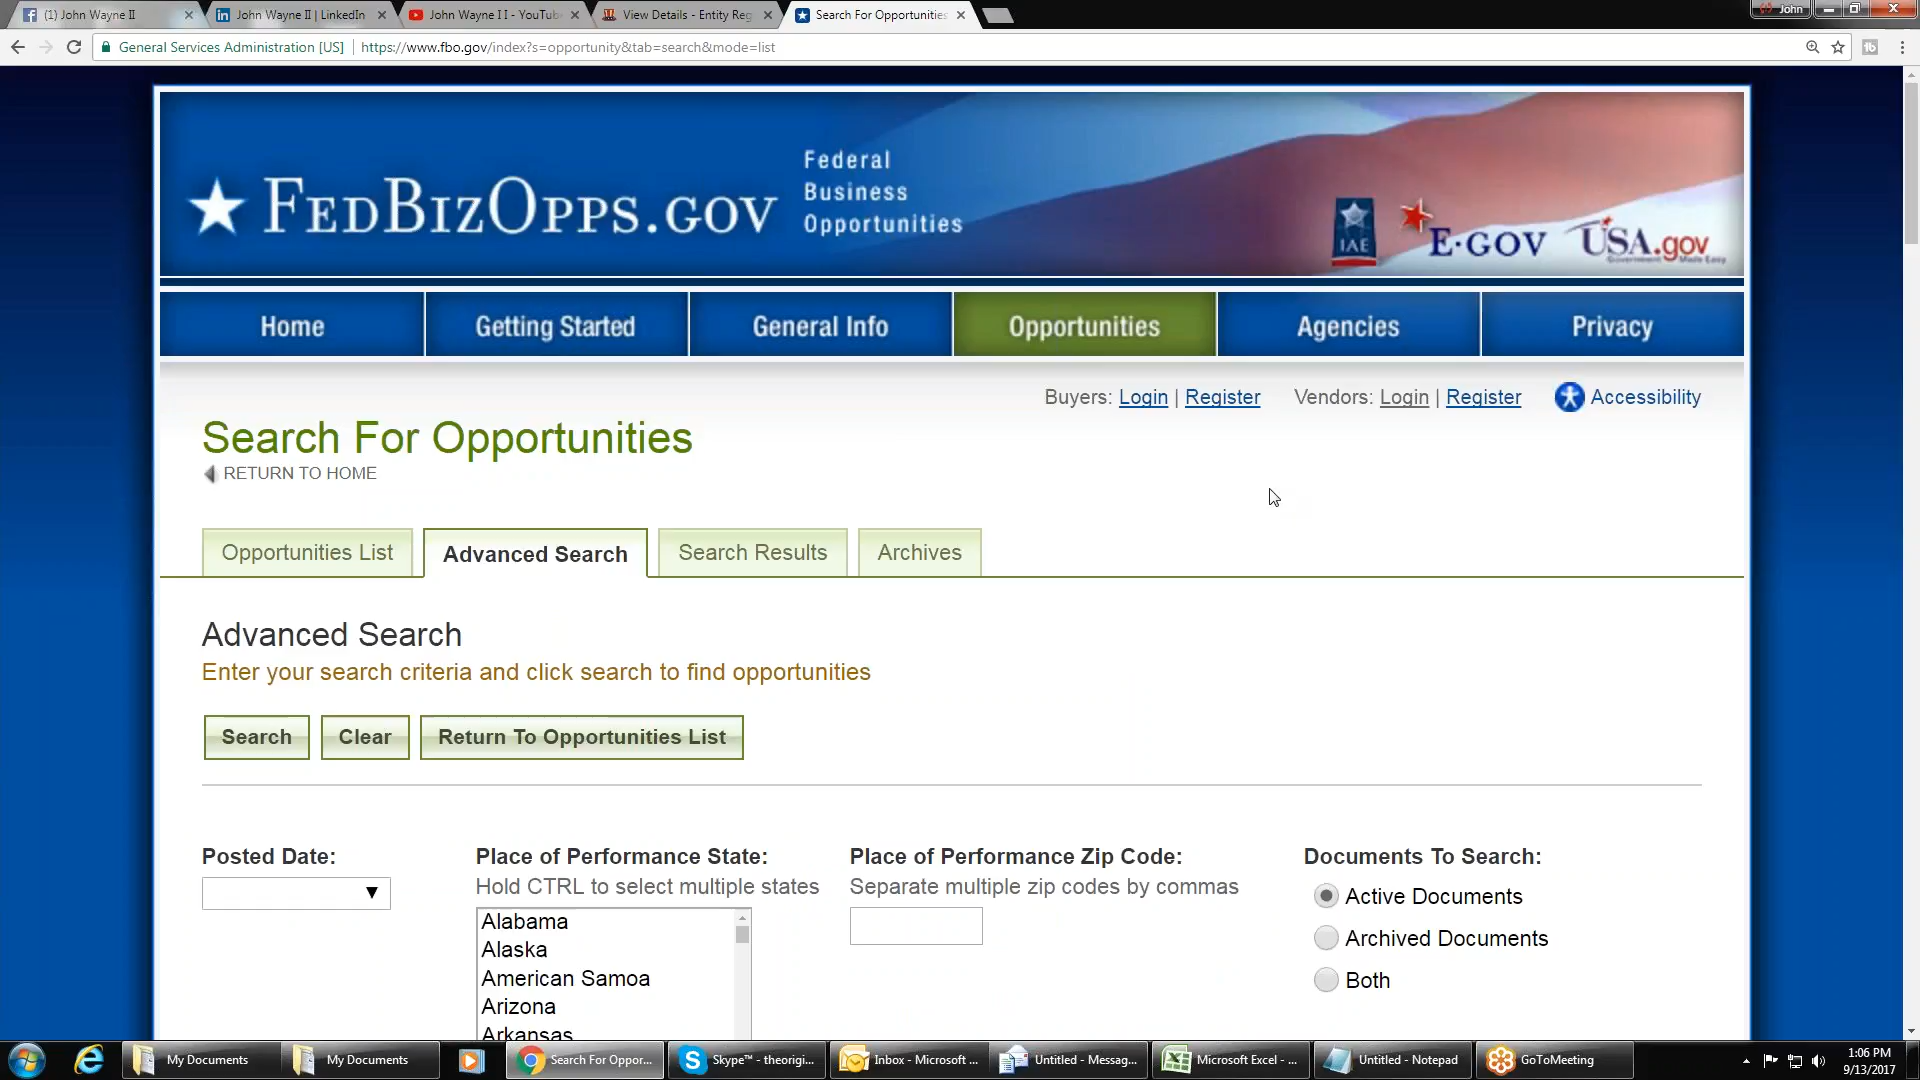 (1) John Wayne II
John Wayne II | LinkedIn
John Wayne I I - YouTub
View Details - Entity Reg
Search For Opportunities
John
General Services Administration [US]
https://www.fbo.gov/index?s=opportunity&tab=search&mode=list
FedBizOpps.gov
Federal
Business
Opportunities
IAE
E-GOV
USA.gov
Government Made Easy
Home
Getting Started
General Info
Opportunities
Agencies
Privacy
Buyers: Login | Register
Vendors: Login | Register
Accessibility
Search For Opportunities
RETURN TO HOME
Opportunities List
Advanced Search
Search Results
Archives
Advanced Search
Enter your search criteria and click search to find opportunities
Search
Clear
Return To Opportunities List
Posted Date:
Place of Performance State:
Hold CTRL to select multiple states
Alabama
Alaska
American Samoa
Arizona
Arkansas
Place of Performance Zip Code:
Separate multiple zip codes by commas
Documents To Search:
Active Documents
Archived Documents
Both
My Documents
My Documents
Search For Oppor...
Skype™ - theorigi...
Inbox - Microsoft ...
Untitled - Messag...
Microsoft Excel - ...
Untitled - Notepad
GoToMeeting
1:06 PM
9/13/2017